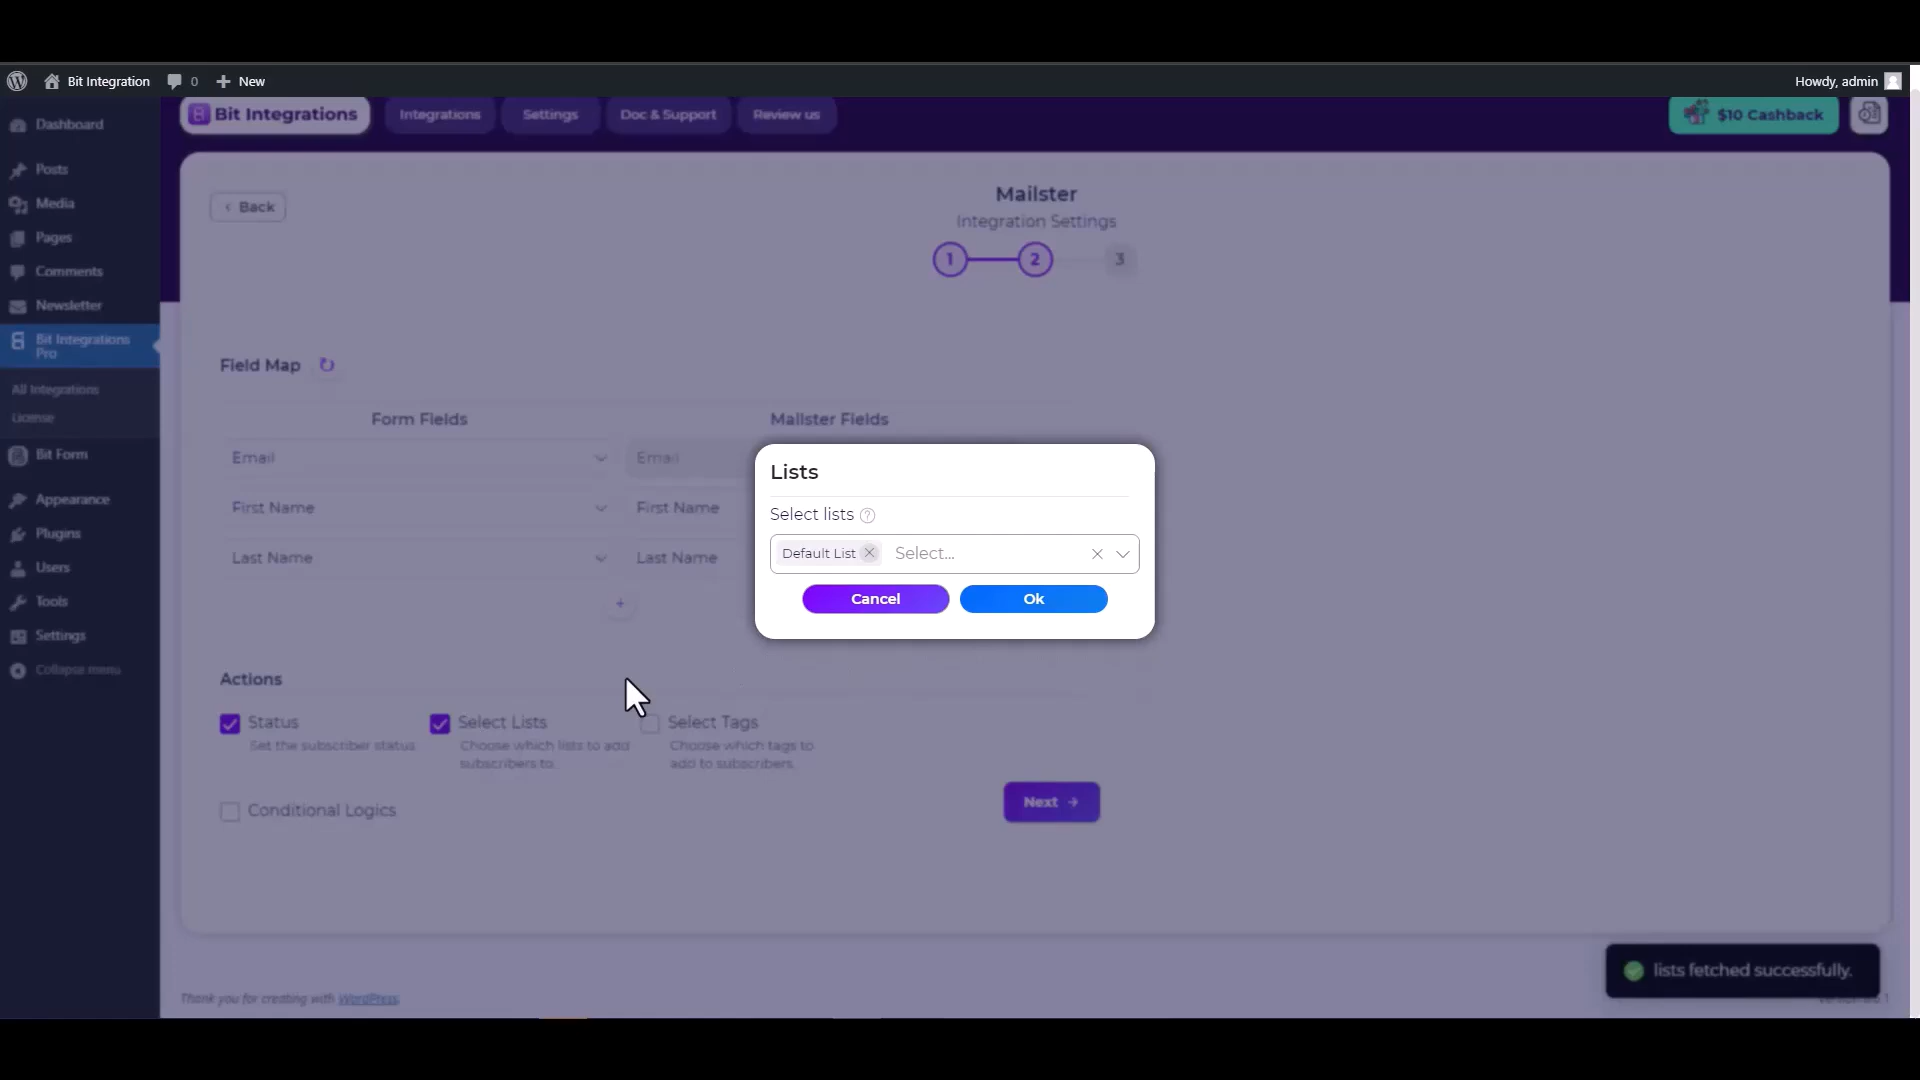 Bit Integration
0
New
Howdy, admin
Dashboard
Posts
Media
Pages
Comments
Newsletter
Bit Integrations
Pro
All Integrations
License
Bit Form
Appearance
Plugins
Users
Tools
Settings
Collapse menu
Bit Integrations
Integrations
Settings
Doc & Support
Review us
$10 Cashback
Back
Mailster
Integration Settings
1
2
3
Field Map
Form Fields
Mailster Fields
Email
Email
First Name
First Name
Last Name
Last Name
+
Lists
Select lists ?
Default List
Select...
Cancel
Ok
Actions
Status
Set the subscriber status
Select Lists
Choose which lists to add
subscribers to.
Select Tags
Choose which tags to
add to subscribers.
Conditional Logics
Next
lists fetched successfully.
Thank you for creating with WordPress.